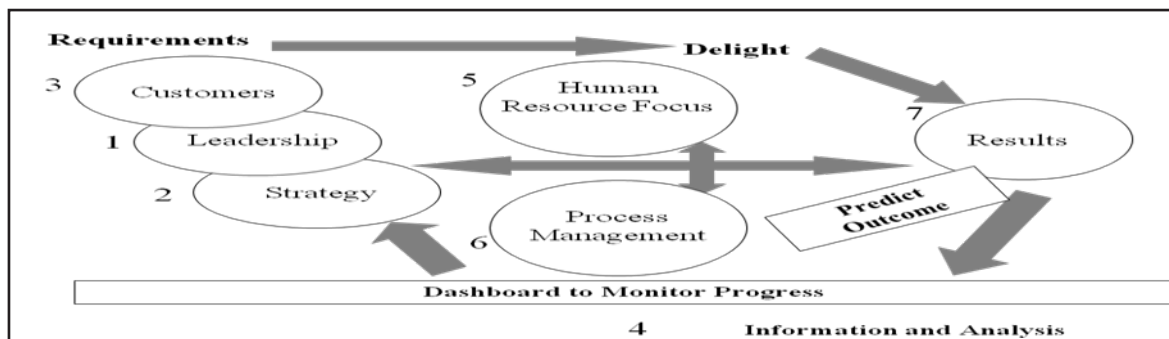 Requirements
Delight
3
Customers
5
Human
Resource Focus
7
Results
1
Leadership
2
Strategy
Predict
Outcome
6
Process
Management
Dashboard to Monitor Progress
4
Information and Analysis